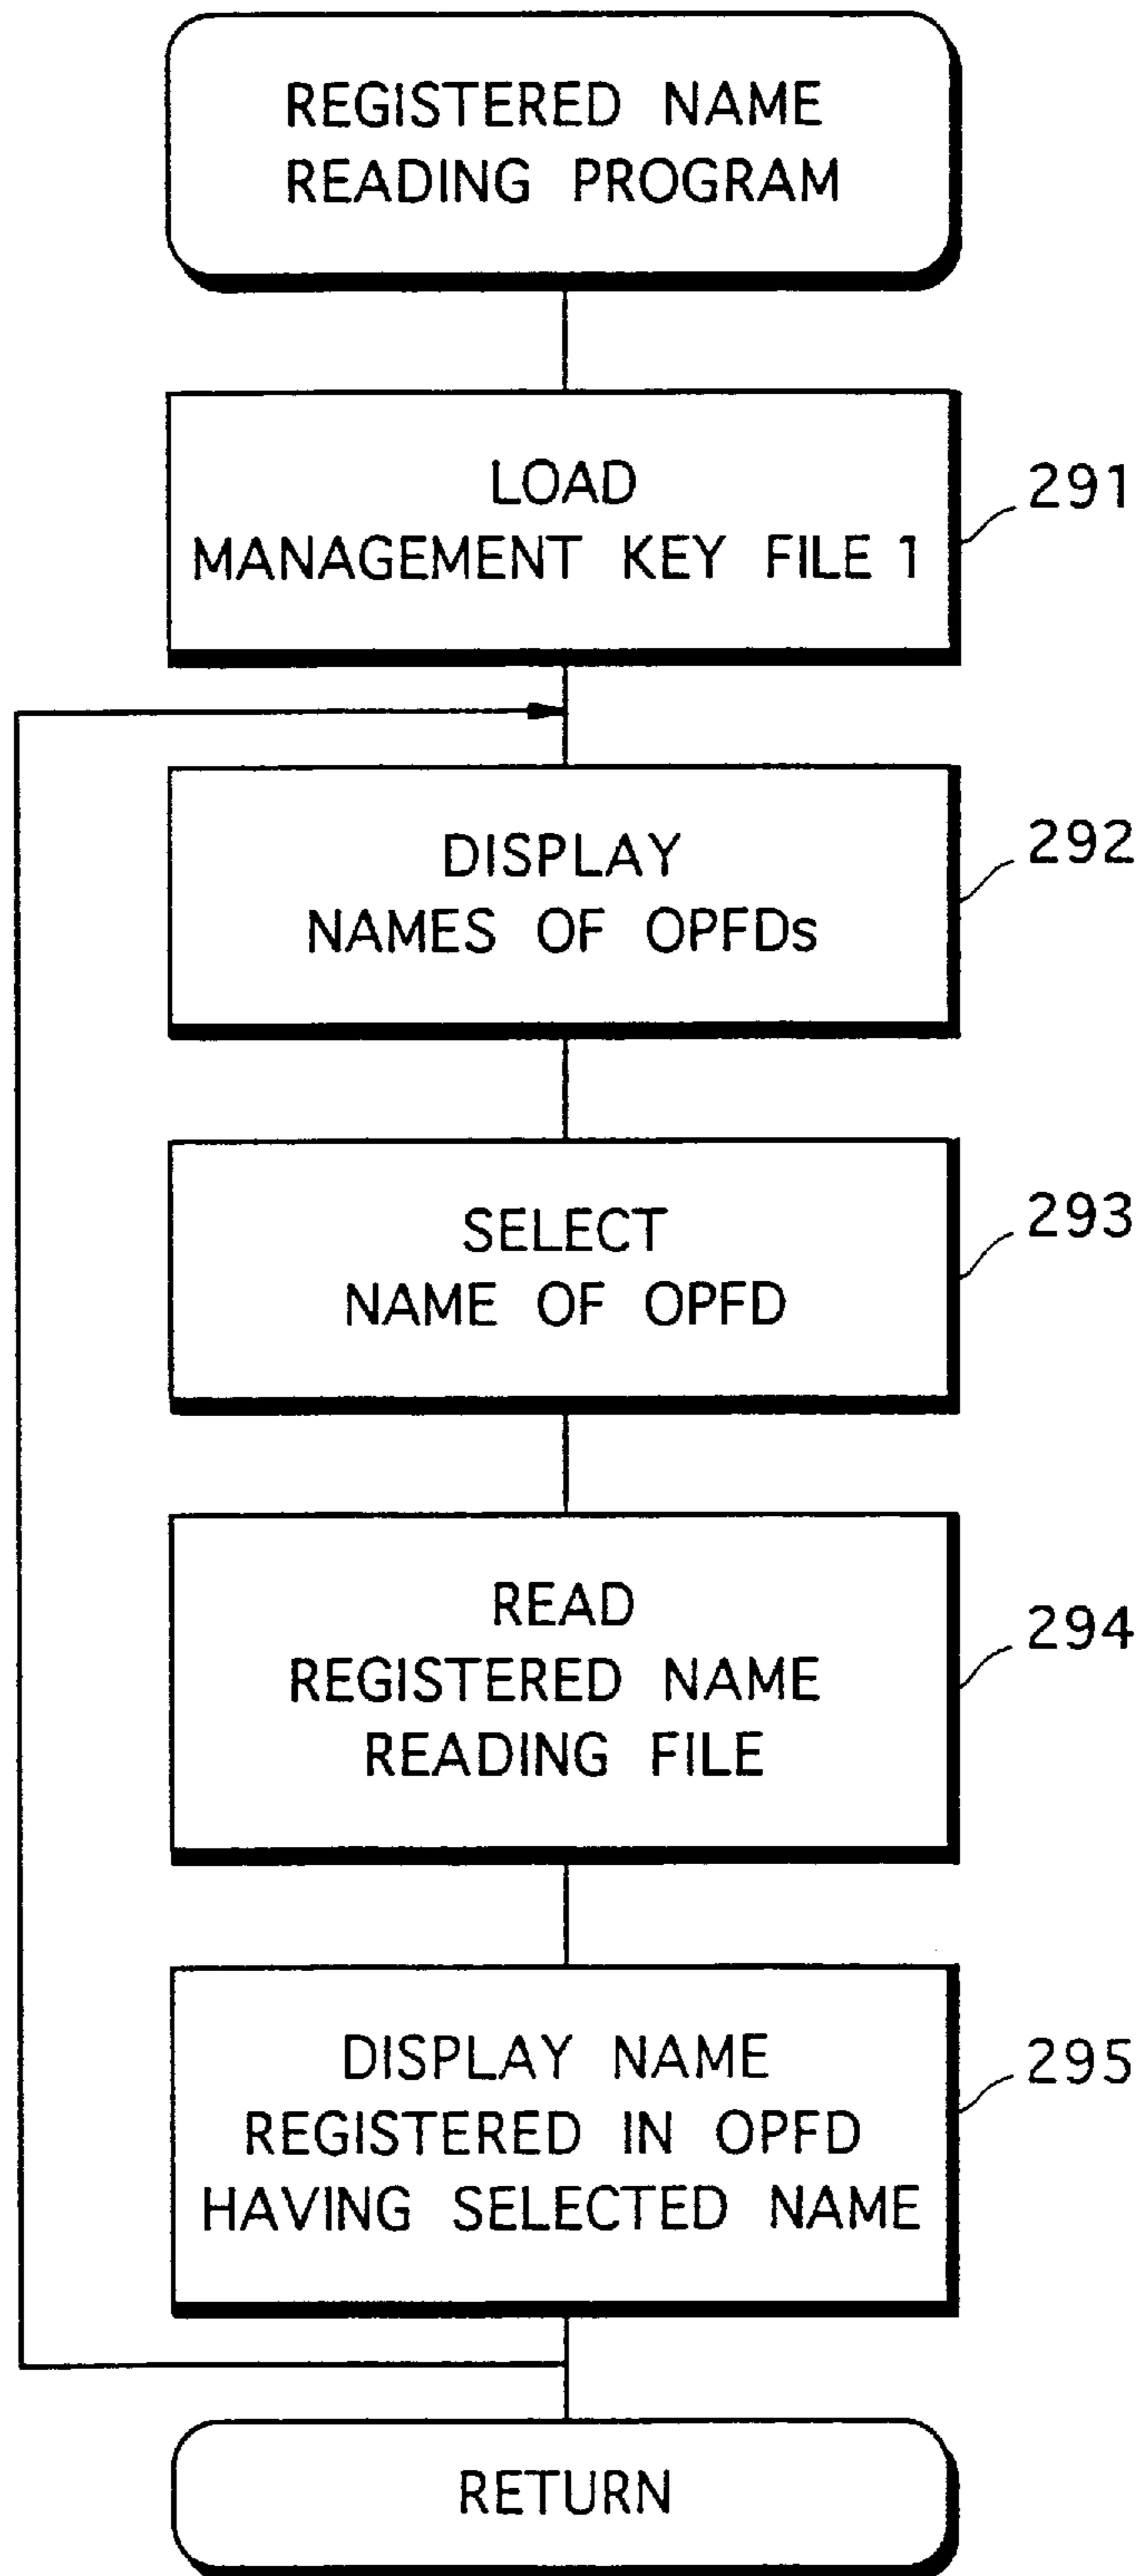 REGISTERED NAME
READING PROGRAM
LOAD
MANAGEMENT KEY FILE 1
291
DISPLAY
NAMES OF OPFDs
292
SELECT
NAME OF OPFD
293
READ
REGISTERED NAME
READING FILE
294
DISPLAY NAME
REGISTERED IN OPFD
HAVING SELECTED NAME
295
RETURN